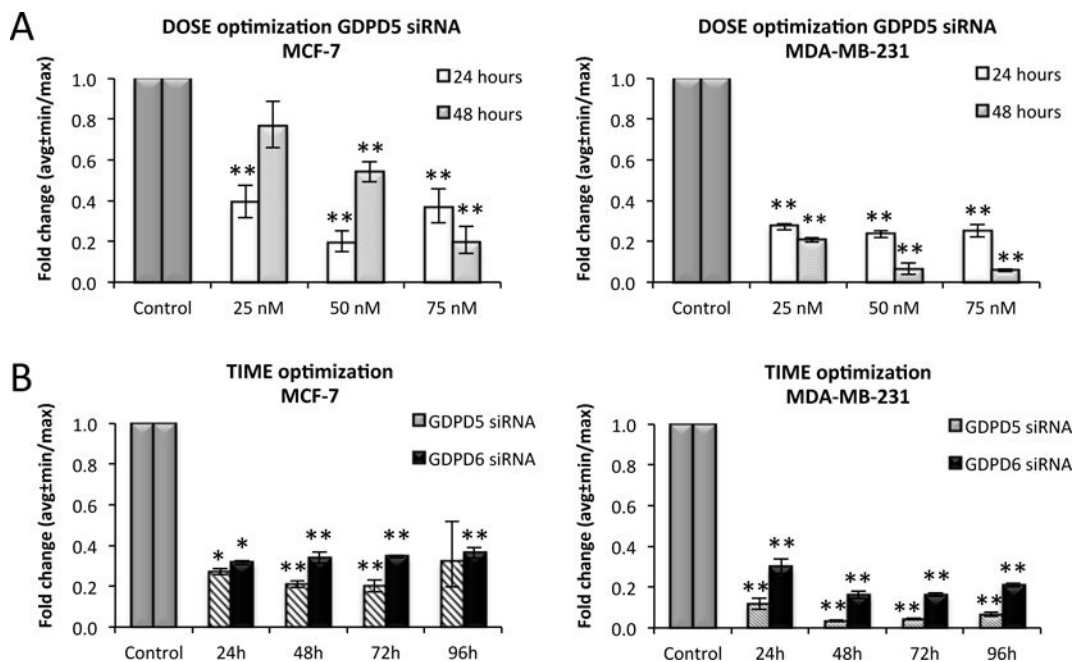 A
DOSE optimization GDPD5 siRNA
MCF-7
Fold change (avg±min/max)
1.0
0.8
0.6
0.4
0.2
0.0
24 hours
48 hours
**
**
**
**
**
Control
25 nM
50 nM
75 nM
DOSE optimization GDPD5 siRNA
MDA-MB-231
Fold change (avg±min/max)
1.0
0.8
0.6
0.4
0.2
0.0
24 hours
48 hours
**
**
**
**
**
**
Control
25 nM
50 nM
75 nM
B
TIME optimization
MCF-7
Fold change (avg±min/max)
1.0
0.8
0.6
0.4
0.2
0.0
GDPD5 siRNA
GDPD6 siRNA
*
*
**
**
**
**
**
Control
24h
48h
72h
96h
TIME optimization
MDA-MB-231
Fold change (avg±min/max)
1.0
0.8
0.6
0.4
0.2
0.0
GDPD5 siRNA
GDPD6 siRNA
**
**
**
**
**
**
**
**
Control
24h
48h
72h
96h